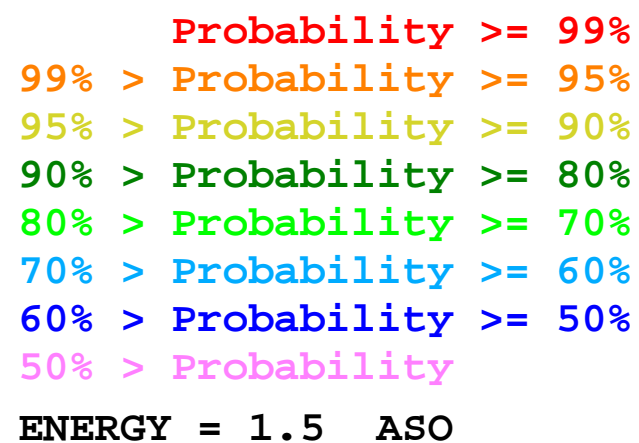 Probability >= 99%
99% > Probability >= 95%
95% > Probability >= 90%
90% > Probability >= 80%
80% > Probability >= 70%
70% > Probability >= 60%
60% > Probability >= 50%
50% > Probability
ENERGY = 1.5 ASO